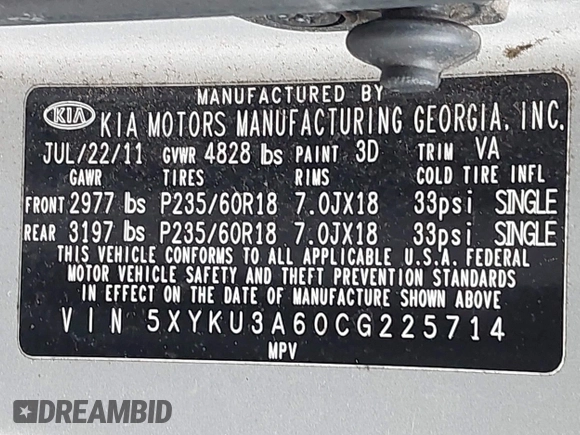 MANUFACTURED BY
KIA KIA MOTORS MANUFACTURING GEORGIA, INC.
JUL/22/11 GVWR 4828 lbs PAINT 3D TRIM VA
GAWR TIRES RIMS COLD TIRE INFL
FRONT 2977 lbs P235/60R18 7.0JX18 33psi SINGLE
REAR 3197 lbs P235/60R18 7.0JX18 33psi SINGLE
THIS VEHICLE CONFORMS TO ALL APPLICABLE U.S.A. FEDERAL
MOTOR VEHICLE SAFETY AND THEFT PREVENTION STANDARDS
IN EFFECT ON THE DATE OF MANUFACTURE SHOWN ABOVE
VIN 5XYKU3A60CG225714
MPV
DREAMBID